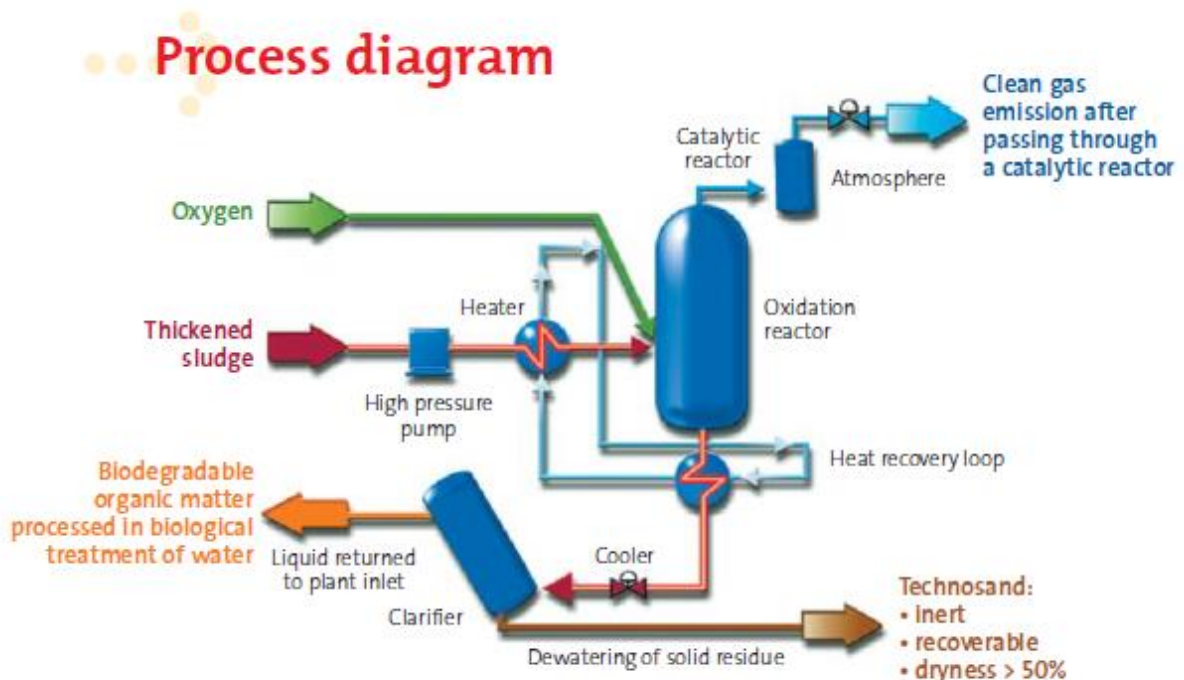 Process diagram
Clean gas
emission after
passing through
a catalytic reactor
Catalytic
reactor
Atmosphere
Oxygen
Heater
Oxidation
reactor
Thickened
sludge
High pressure
pump
Heat recovery loop
Biodegradable
organic matter
processed in biological
treatment of water
Liquid returned
to plant inlet
Cooler
Clarifier
Technosand:
• inert
• recoverable
• dryness > 50%
Dewatering of solid residue